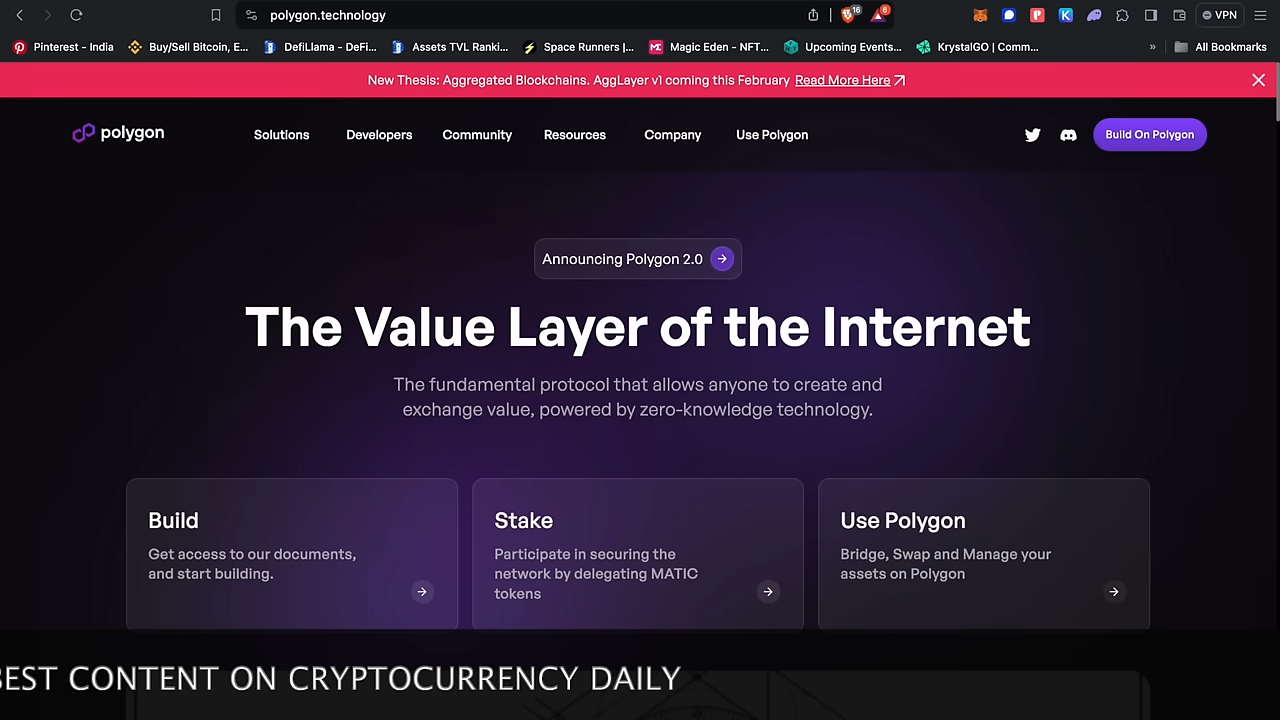 polygon.technology
16
6
VPN
Pinterest - India
Buy/Sell Bitcoin, E...
DefiLlama - DeFi...
Assets TVL Ranki...
Space Runners |...
Magic Eden - NFT...
Upcoming Events...
KrystalGO | Comm...
»
All Bookmarks
New Thesis: Aggregated Blockchains. AggLayer v1 coming this February Read More Here
polygon
Solutions
Developers
Community
Resources
Company
Use Polygon
Build On Polygon
Announcing Polygon 2.0
The Value Layer of the Internet
The fundamental protocol that allows anyone to create and
exchange value, powered by zero-knowledge technology.
Build
Get access to our documents,
and start building.
Stake
Participate in securing the
network by delegating MATIC
tokens
Use Polygon
Bridge, Swap and Manage your
assets on Polygon
BEST CONTENT ON CRYPTOCURRENCY DAILY